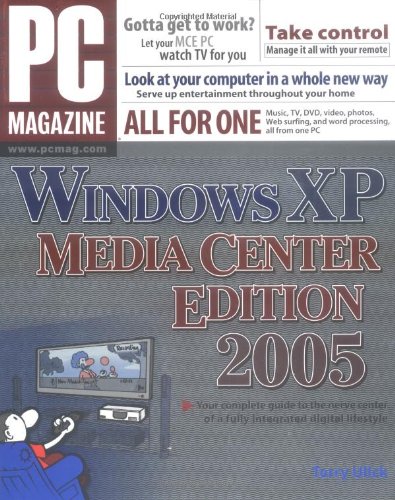 Copyrighted Material
Gotta get to work?
Let your MCE PC
watch TV for you
Take control
Manage it all with your remote
PC
MAGAZINE
www.pcmag.com
Look at your computer in a whole new way
Serve up entertainment throughout your home
ALL FOR ONE
Music, TV, DVD, video, photos,
Web surfing, and word processing,
all from one PC
WINDOWS XP
MEDIA CENTER
EDITION
2005
Your complete guide to the nerve center
of a fully integrated digital lifestyle
Terry Ulick